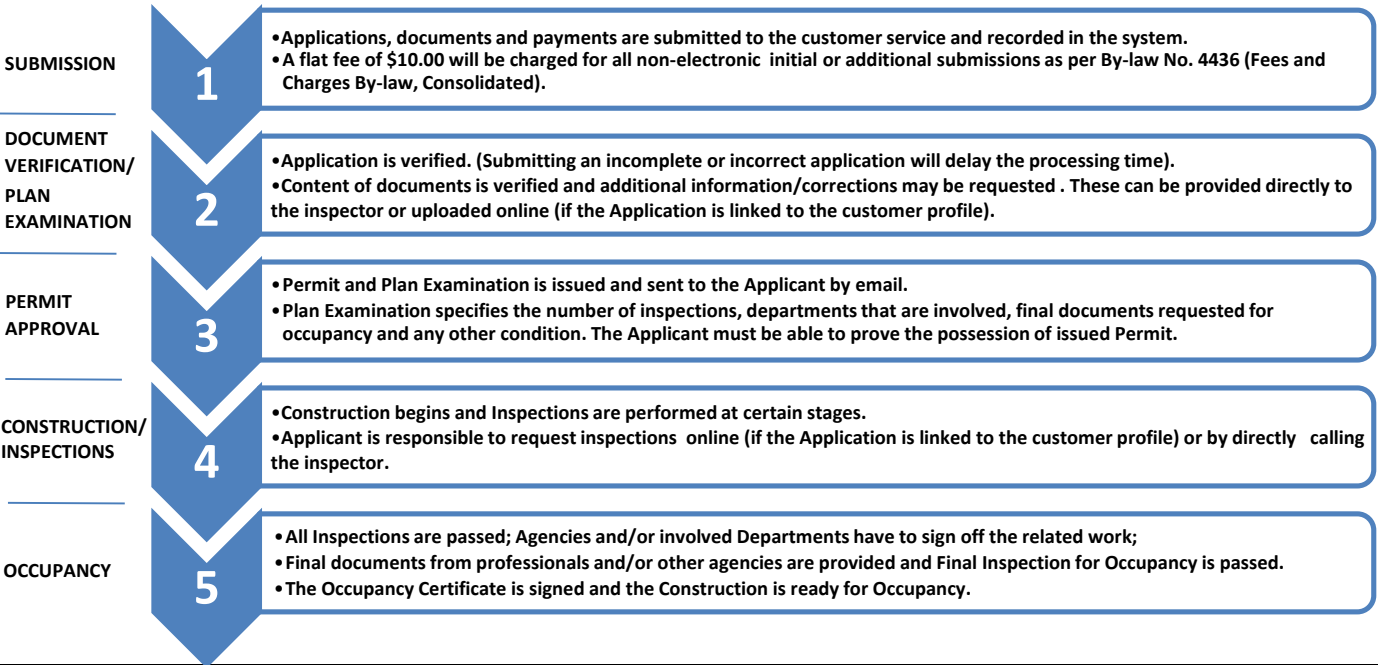 SUBMISSION
1
•Applications, documents and payments are submitted to the customer service and recorded in the system.
•A flat fee of $10.00 will be charged for all non-electronic initial or additional submissions as per By-law No. 4436 (Fees and
Charges By-law, Consolidated).
DOCUMENT
VERIFICATION/
PLAN
EXAMINATION
2
•Application is verified. (Submitting an incomplete or incorrect application will delay the processing time).
•Content of documents is verified and additional information/corrections may be requested . These can be provided directly to
the inspector or uploaded online (if the Application is linked to the customer profile).
PERMIT
APPROVAL
3
•Permit and Plan Examination is issued and sent to the Applicant by email.
•Plan Examination specifies the number of inspections, departments that are involved, final documents requested for
occupancy and any other condition. The Applicant must be able to prove the possession of issued Permit.
CONSTRUCTION/
INSPECTIONS
4
•Construction begins and Inspections are performed at certain stages.
•Applicant is responsible to request inspections online (if the Application is linked to the customer profile) or by directly calling
the inspector.
OCCUPANCY
5
•All Inspections are passed; Agencies and/or involved Departments have to sign off the related work;
•Final documents from professionals and/or other agencies are provided and Final Inspection for Occupancy is passed.
•The Occupancy Certificate is signed and the Construction is ready for Occupancy.